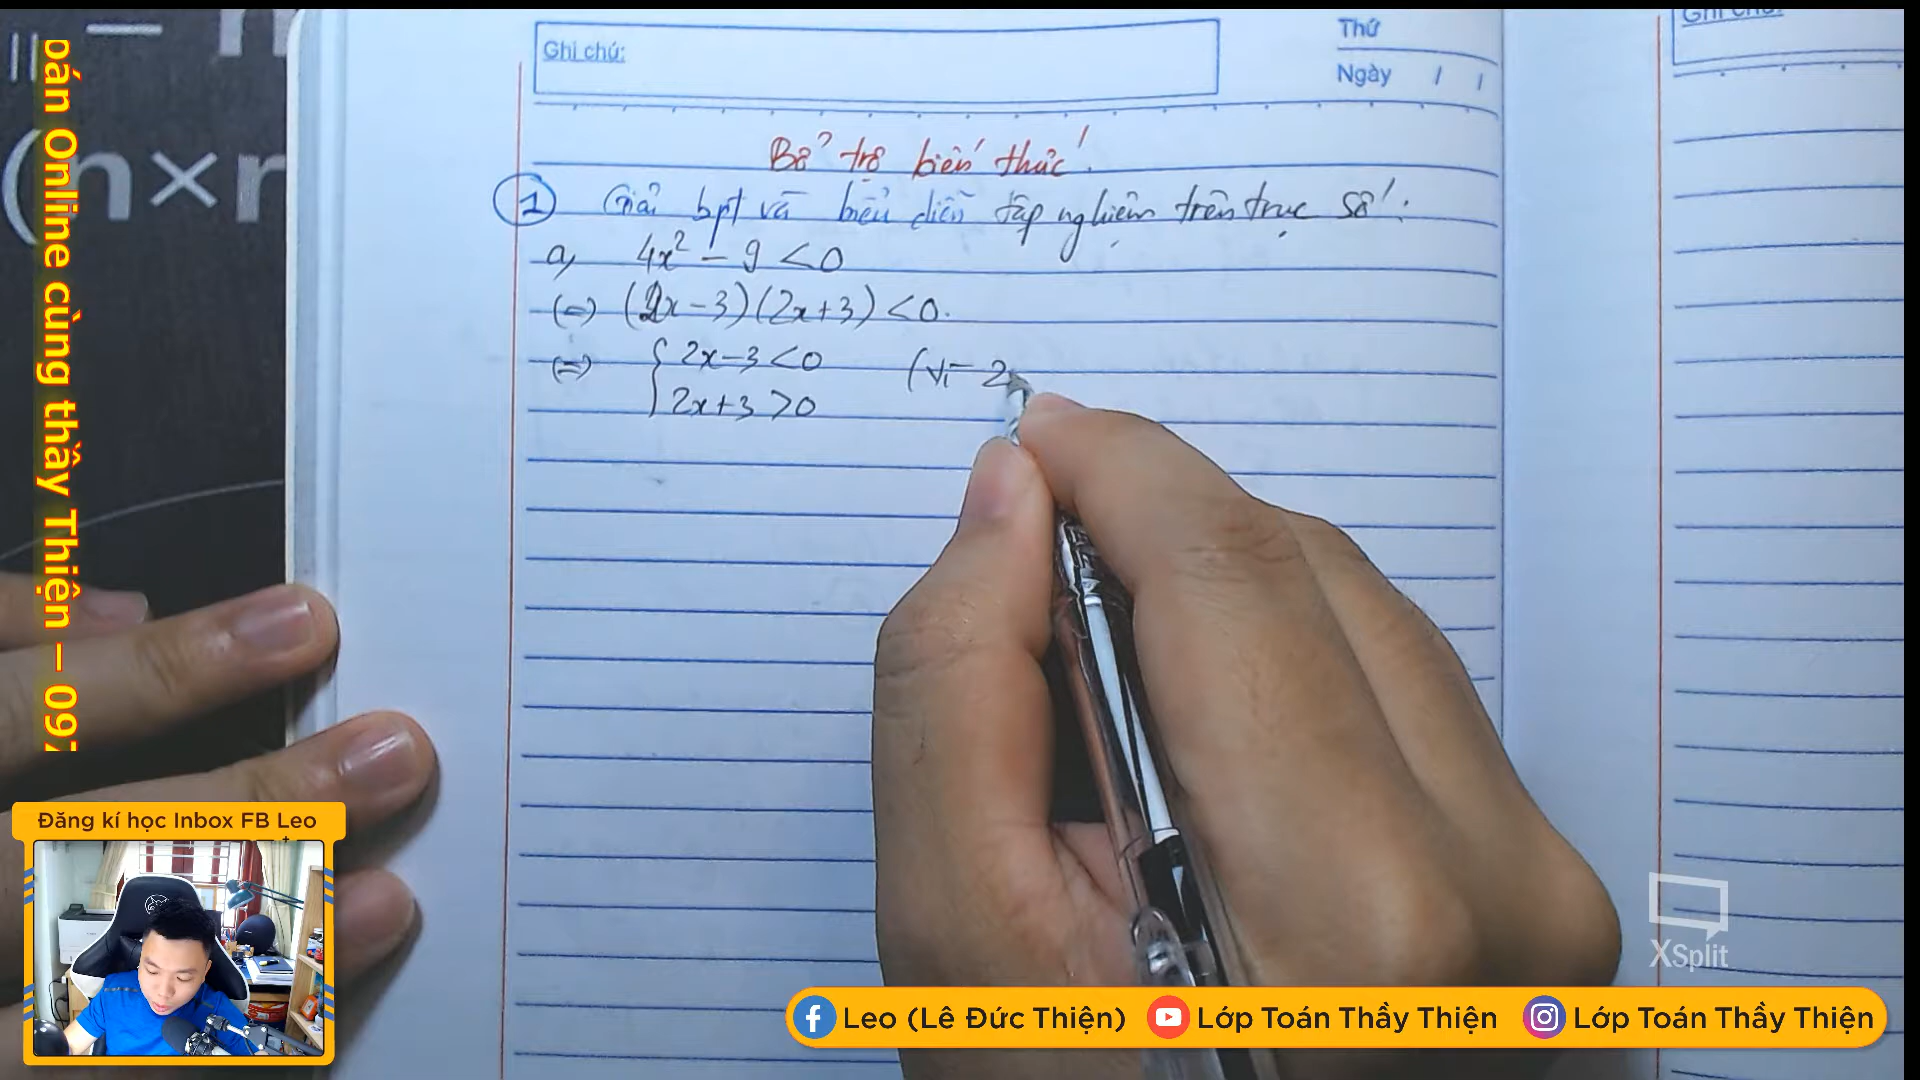 Ghi chú:
Thứ
Ngày / /
Ghi chú:
Bổ trợ kiến thức.
1 Giải bpt và biểu diễn tập nghiệm trên trục số:
a, 4x² - 9 < 0
(=) (2x-3)(2x+3) < 0.
(=) { 2x-3 < 0 (vì 2
2x+3 > 0
(n×n
oán Online cùng thầy Thiện – 097
Đăng kí học Inbox FB Leo
XSplit
Leo (Lê Đức Thiện) Lớp Toán Thầy Thiện Lớp Toán Thầy Thiện